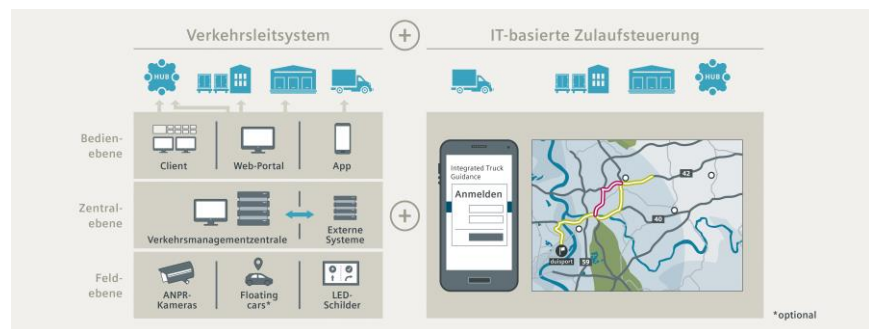 Verkehrsleitsystem
+
IT-basierte Zulaufsteuerung
HUB
HUB
Bedien-
ebene
Client
Web-Portal
App
Zentral-
ebene
Verkehrsmanagementzentrale
Externe
Systeme
+
Feld-
ebene
ANPR-
Kameras
Floating
cars*
LED-
Schilder
Integrated Truck
Guidance
Anmelden
42
40
duisport
59
*optional